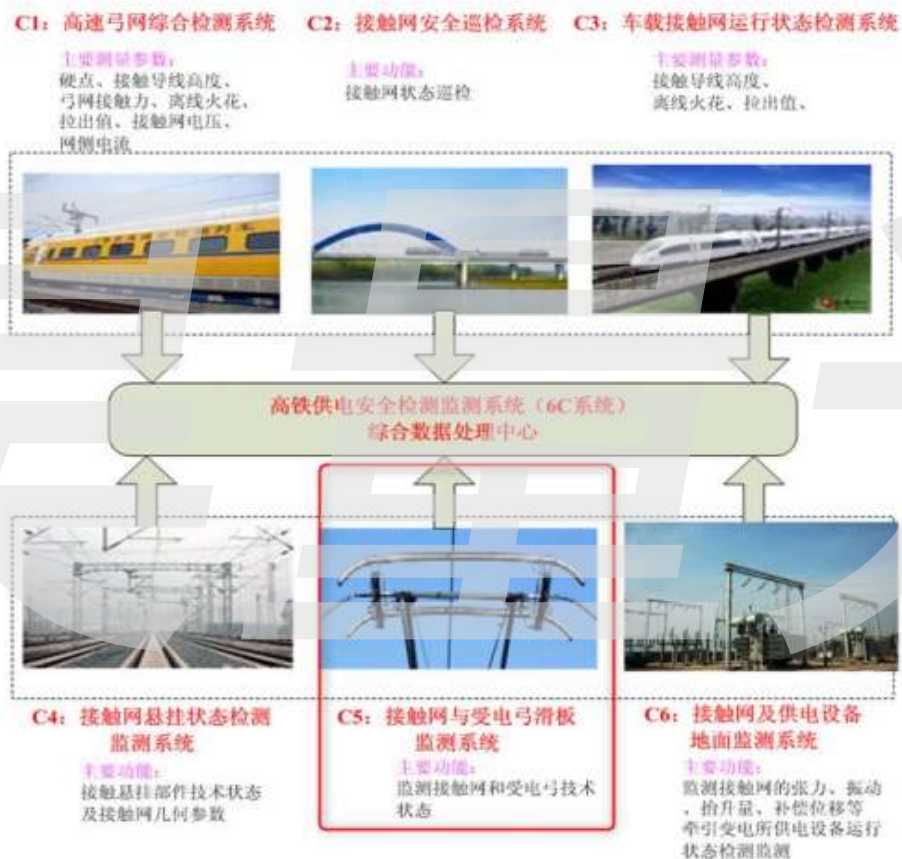 C1：高速弓网综合检测系统
主要测量参数：
硬点、接触导线高度、
弓网接触力、离线火花、
拉出值、接触网电压、
网侧电流
C2：接触网安全巡检系统
主要功能：
接触网状态巡检
C3：车载接触网运行状态检测系统
主要测量参数：
接触导线高度、
离线火花、拉出值、
高铁供电安全检测监测系统（6C系统）
综合数据处理中心
C4：接触网悬挂状态检测
监测系统
主要功能：
接触悬挂部件技术状态
及接触网几何参数
C5：接触网与受电弓滑板
监测系统
主要功能：
监测接触网和受电弓技术
状态
C6：接触网及供电设备
地面监测系统
主要功能：
监测接触网的张力、振动
、抬升量、补偿位移等
牵引变电所供电设备运行
状态检测监测